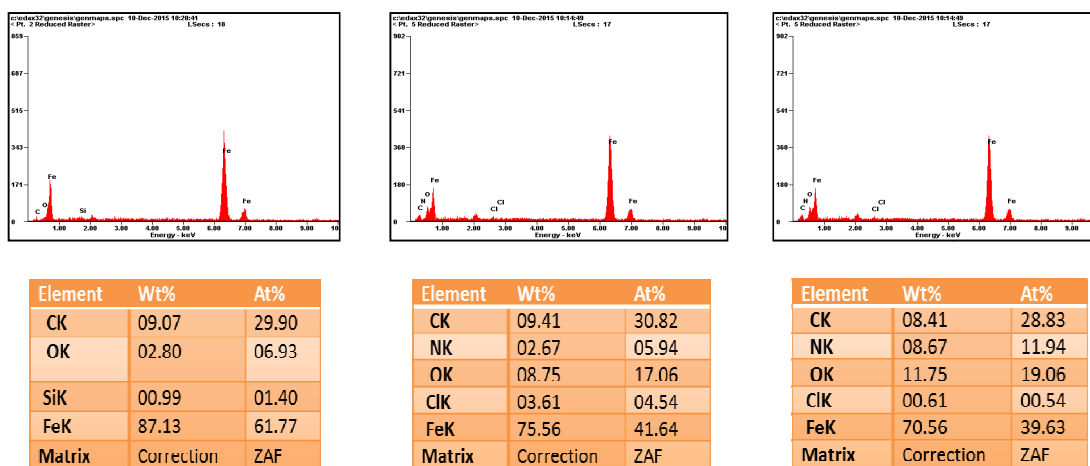 c:\edax32\genesis\genmaps.spc 10-Dec-2015 10:20:41
< Pt. 2 Reduced Raster> LSecs : 18
859
687
515
343
171
0
C O Fe Si Fe Fe
1.00 2.00 3.00 4.00 5.00 6.00 7.00 8.00 9.00 10
Energy - keV
c:\edax32\genesis\genmaps.spc 10-Dec-2015 10:14:49
< Pt. 5 Reduced Raster> LSecs : 17
902
721
541
360
180
0
C N O Fe Cl Cl Fe Fe
1.00 2.00 3.00 4.00 5.00 6.00 7.00 8.00 9.00 10
Energy - keV
c:\edax32\genesis\genmaps.spc 10-Dec-2015 10:14:49
< Pt. 5 Reduced Raster> LSecs : 17
902
721
541
360
180
0
C N O Fe Cl Cl Fe Fe
1.00 2.00 3.00 4.00 5.00 6.00 7.00 8.00 9.00
Energy - keV
Element Wt% At%
CK 09.07 29.90
OK 02.80 06.93
SiK 00.99 01.40
FeK 87.13 61.77
Matrix Correction ZAF
Element Wt% At%
CK 09.41 30.82
NK 02.67 05.94
OK 08.75 17.06
ClK 03.61 04.54
FeK 75.56 41.64
Matrix Correction ZAF
Element Wt% At%
CK 08.41 28.83
NK 08.67 11.94
OK 11.75 19.06
ClK 00.61 00.54
FeK 70.56 39.63
Matrix Correction ZAF